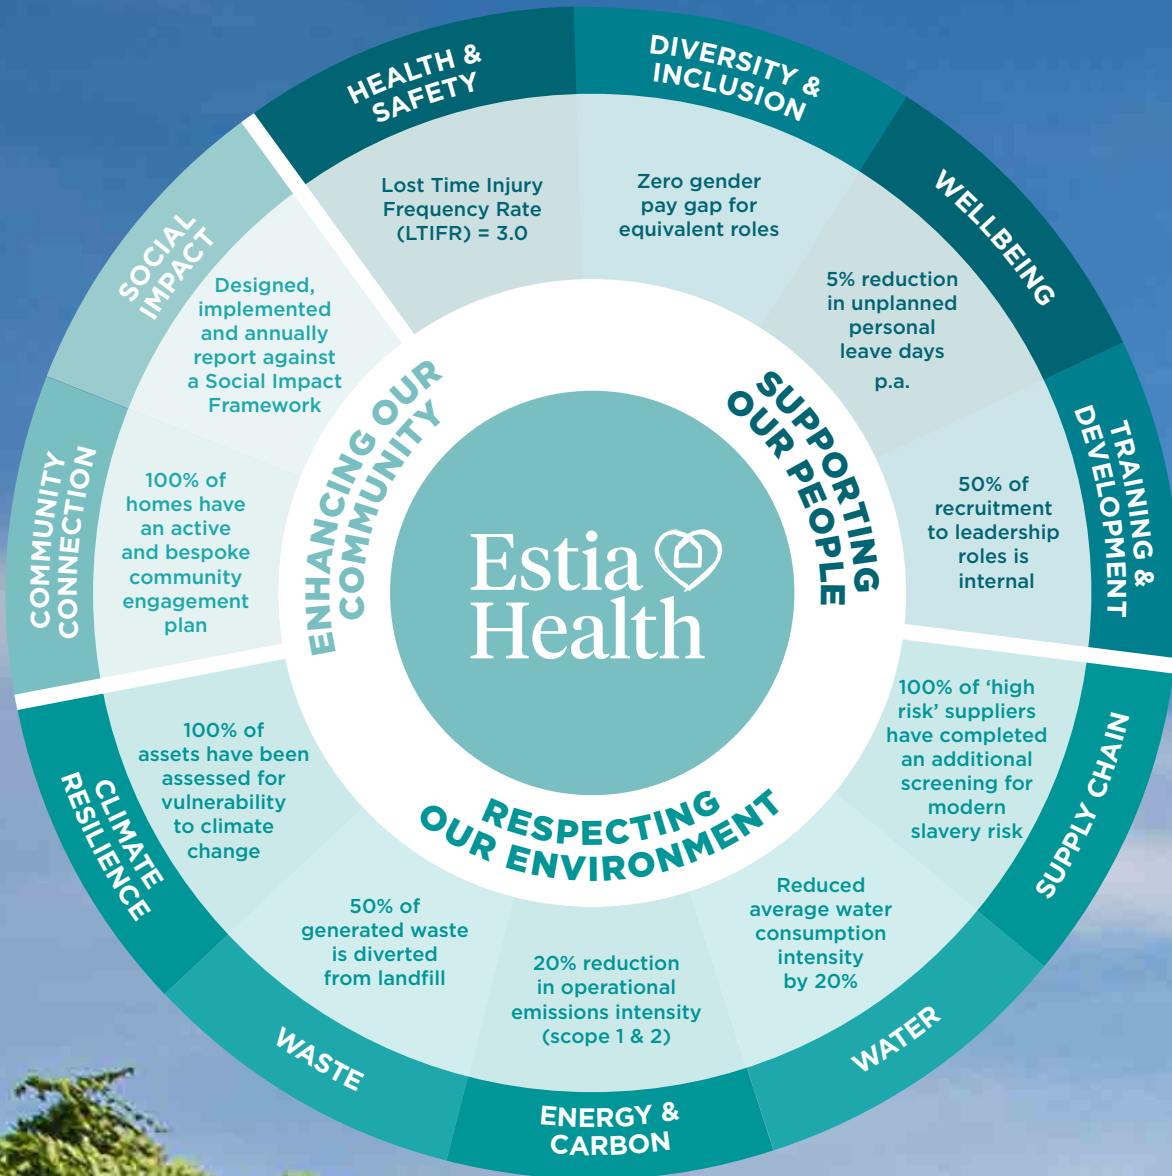 Estia
Health
SUPPORTING
OUR PEOPLE
HEALTH &
SAFETY
Lost Time Injury
Frequency Rate
(LTIFR) = 3.0
DIVERSITY &
INCLUSION
Zero gender
pay gap for
equivalent roles
WELLBEING
5% reduction
in unplanned
personal
leave days
p.a.
TRAINING &
DEVELOPMENT
50% of
recruitment
to leadership
roles is
internal
RESPECTING
OUR ENVIRONMENT
SUPPLY CHAIN
100% of ‘high
risk’ suppliers
have completed
an additional
screening for
modern
slavery risk
WATER
Reduced
average water
consumption
intensity
by 20%
ENERGY &
CARBON
20% reduction
in operational
emissions intensity
(scope 1 & 2)
WASTE
50% of
generated waste
is diverted
from landfill
CLIMATE
RESILIENCE
100% of
assets have been
assessed for
vulnerability
to climate
change
ENHANCING OUR
COMMUNITY
COMMUNITY
CONNECTION
100% of
homes have
an active
and bespoke
community
engagement
plan
SOCIAL
IMPACT
Designed,
implemented
and annually
report against
a Social Impact
Framework